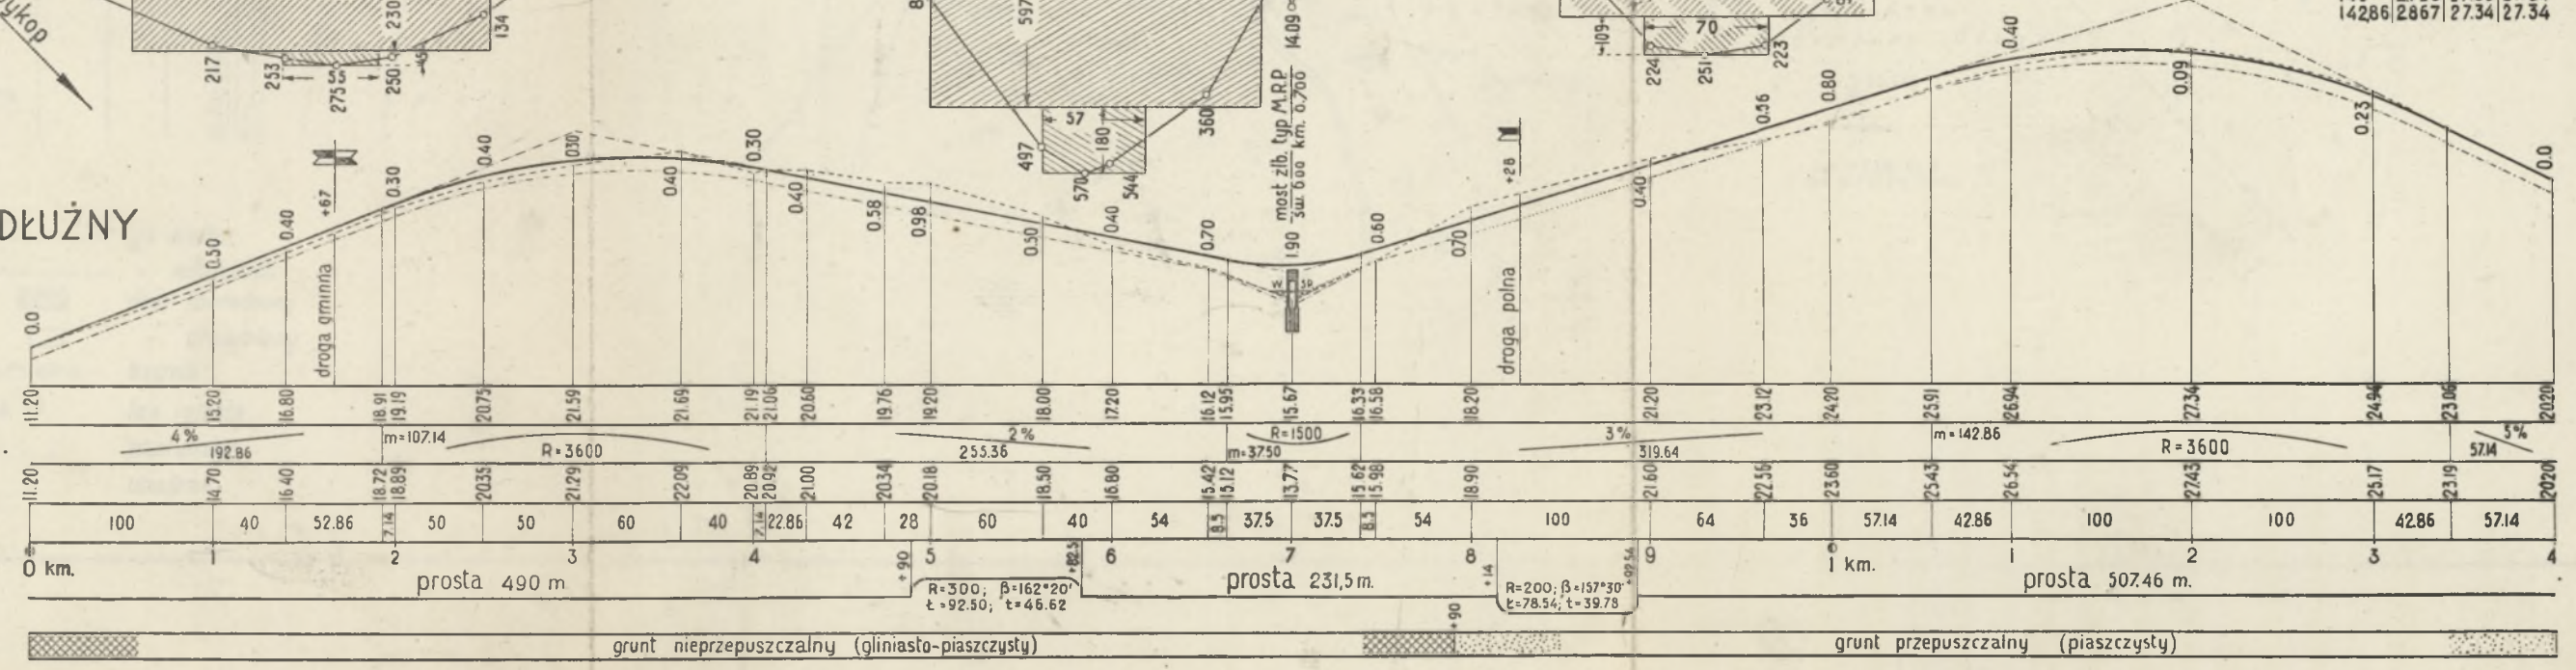 wykop
217
253
55
275
250
230
134
597
57
180
497
570
544
360
14.09
most żlb. typ M.R.P.
św. 600 km. 0.700
109
70
224
251
223
142.86 28.67 27.34 27.34
DŁUŻNY
0.0 0.50 0.40 +67 0.30 0.40 0.30 0.40 0.30 0.40 0.58 0.98 0.50 0.40 0.70 1.90 0.60 0.70 +28 0.40 0.56 0.80 0.40 0.09 0.23 0.0
droga gminna
W. Sp.
droga polna
11.20 15.20 16.80 18.91 19.19 20.75 21.59 21.69 21.19 21.06 20.60 19.76 19.20 18.00 17.20 16.12 15.95 15.67 16.33 16.58 18.20 21.20 23.12 24.20 25.91 26.94 27.34 24.94 23.06 20.20
4% 192.86 m=107.14 R=3600 2% 255.36 m=37.50 R=1500 3% 319.64 m=142.86 R=3600 5% 57.14
11.20 14.70 16.40 18.72 18.89 20.35 21.29 22.09 20.89 20.92 21.00 20.34 20.18 18.50 16.80 15.42 15.12 13.77 15.62 15.98 18.90 21.60 22.56 23.60 25.43 26.54 27.43 25.17 23.19 20.20
100 40 52.86 7.14 50 50 60 40 7.14 22.86 42 28 60 40 54 8.5 37.5 37.5 8.5 54 100 64 36 57.14 42.86 100 100 42.86 57.14
0 km. 2 3 4 5 6 7 8 9 1 km. 1 2 3 4
prosta 490 m. +90 R=300; β=162°20' +82.5 prosta 231,5 m. +14 R=200; β=157°30' +92.54 prosta 507.46 m.
Ł=92.50; t=46.62 Ł=78.54; t=39.78
+90
grunt nieprzepuszczalny (gliniasto-piaszczysty) grunt przepuszczalny (piaszczysty)